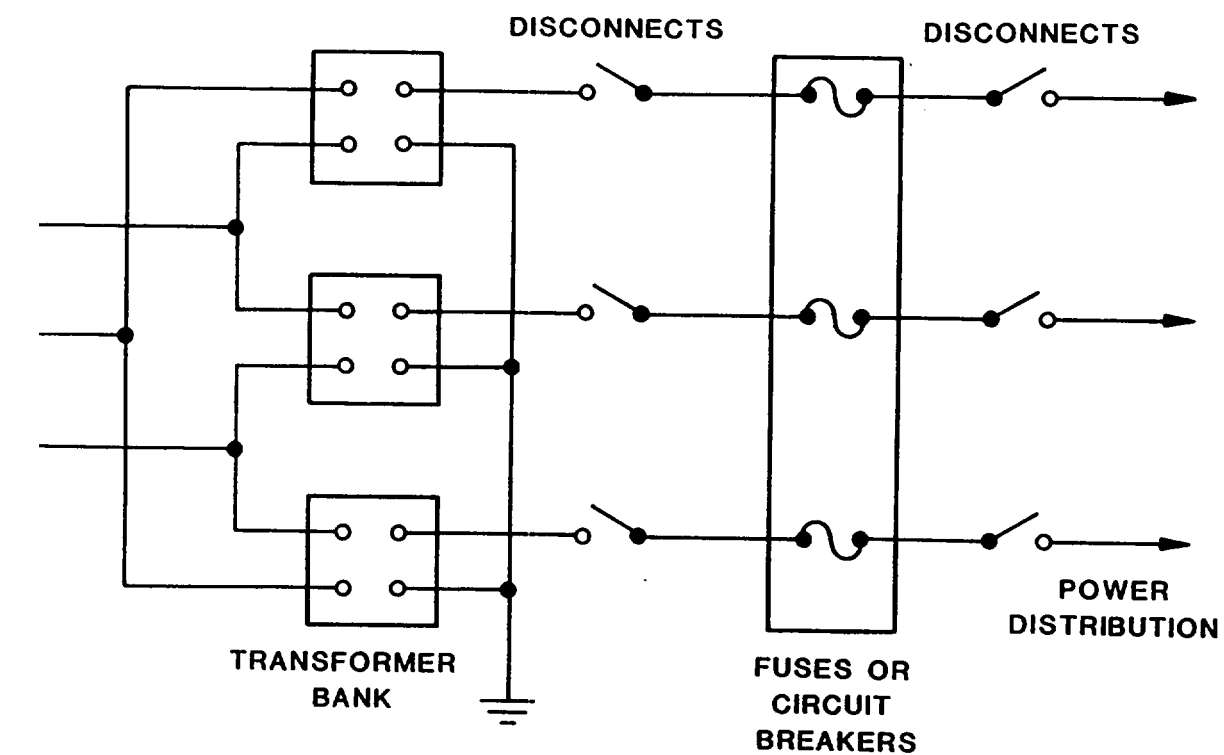 DISCONNECTS
DISCONNECTS
POWER
DISTRIBUTION
TRANSFORMER
BANK
FUSES OR
CIRCUIT
BREAKERS